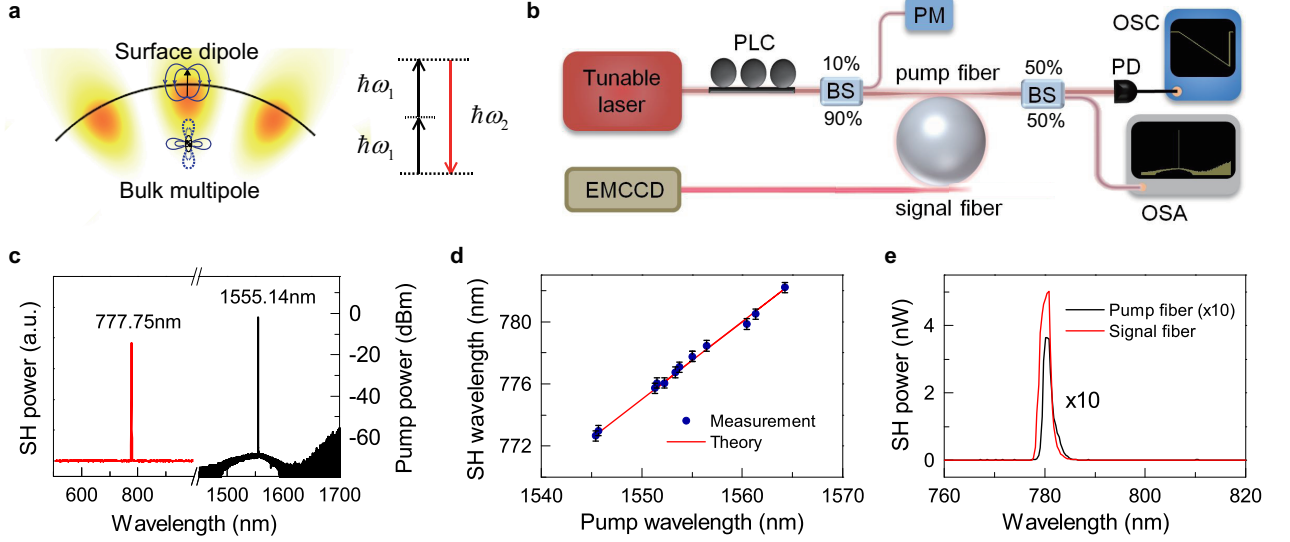 a
Surface dipole
Bulk multipole
ħω1
ħω1
ħω2
b
Tunable
laser
PLC
10%
BS
90%
PM
pump fiber
50%
BS
50%
PD
OSC
EMCCD
signal fiber
OSA
c
SH power (a.u.)
777.75nm
1555.14nm
0
-20
-40
-60
Pump power (dBm)
600
800
1500
1600
1700
Wavelength (nm)
d
SH wavelength (nm)
780
776
772
Measurement
Theory
1540
1550
1560
1570
Pump wavelength (nm)
e
SH power (nW)
4
2
0
Pump fiber (x10)
Signal fiber
x10
760
780
800
820
Wavelength (nm)